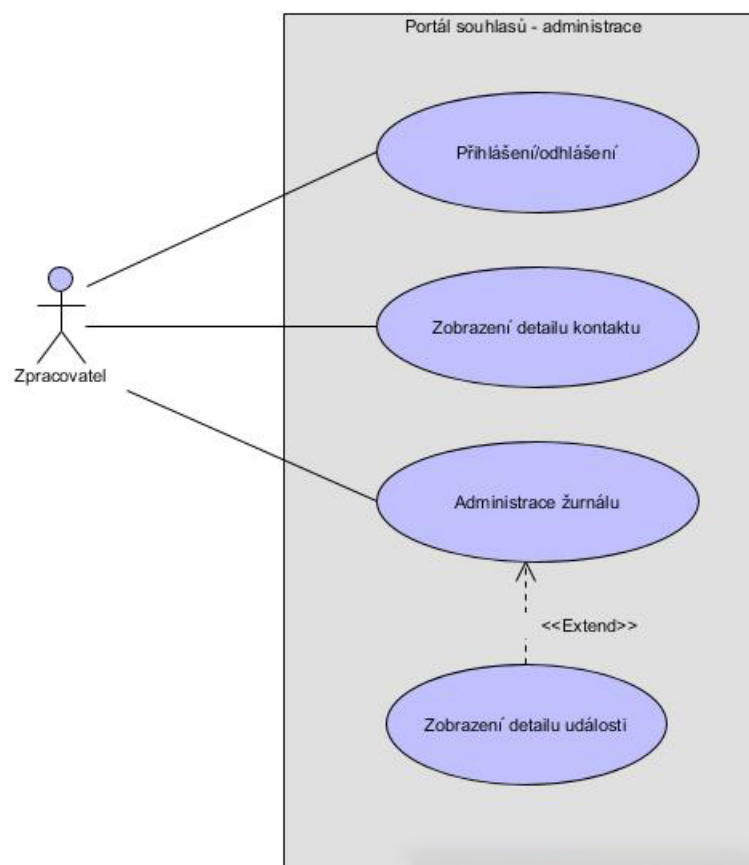 Portál souhlasů - administrace
Přihlášení/odhlášení
Zobrazení detailu kontaktu
Zpracovatel
Administrace žurnálu
<<Extend>>
Zobrazení detailu události